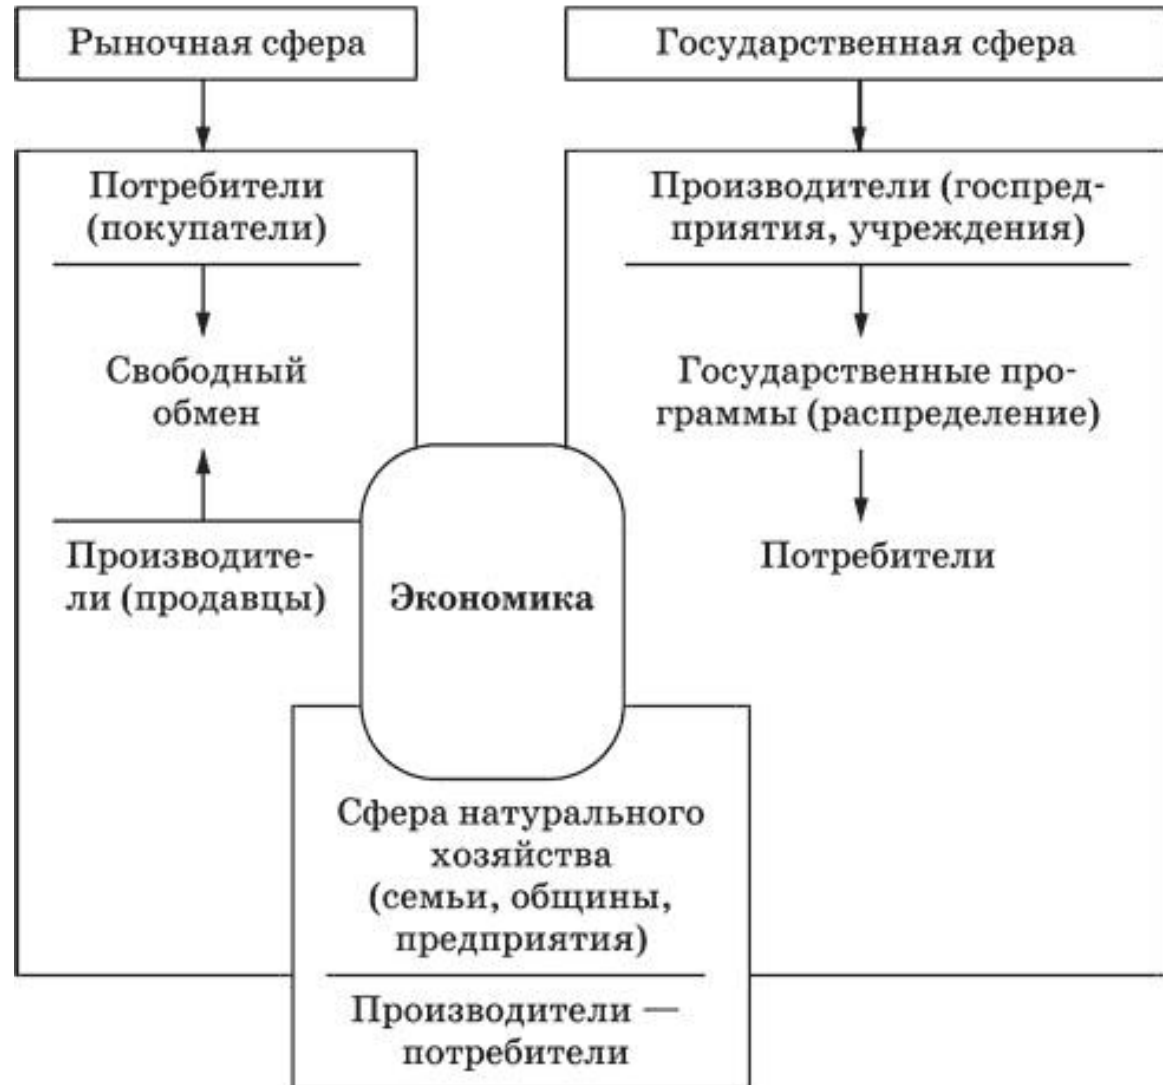 Рыночная сфера
Государственная сфера
Потребители
(покупатели)
Свободный
обмен
Производите-
ли (продавцы)
Производители (госпред-
приятия, учреждения)
Государственные про-
граммы (распределение)
Потребители
Экономика
Сфера натурального
хозяйства
(семьи, общины,
предприятия)
Производители —
потребители